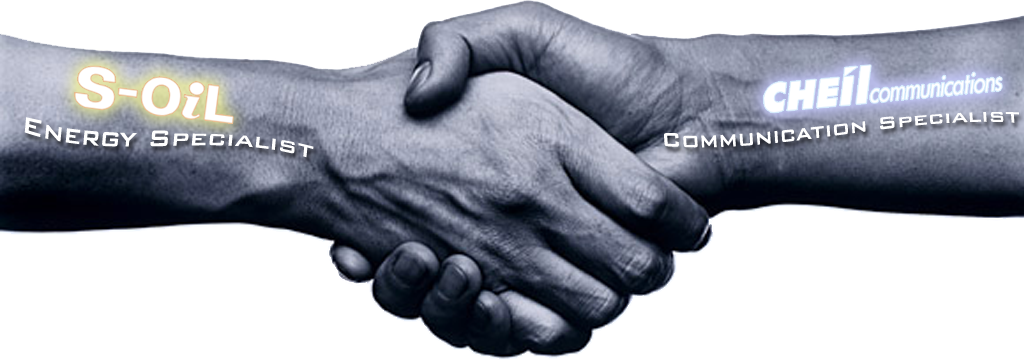 S-OiL
ENERGY SPECIALIST
CHEiL communications
COMMUNICATION SPECIALIST